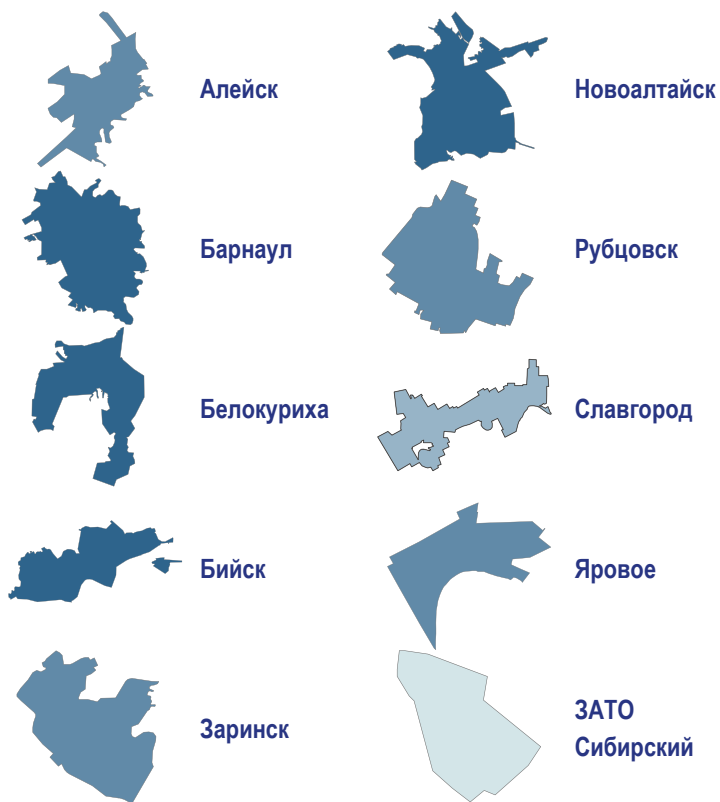 Алейск
Барнаул
Белокуриха
Бийск
Заринск
Новоалтайск
Рубцовск
Славгород
Яровое
ЗАТО
Сибирский